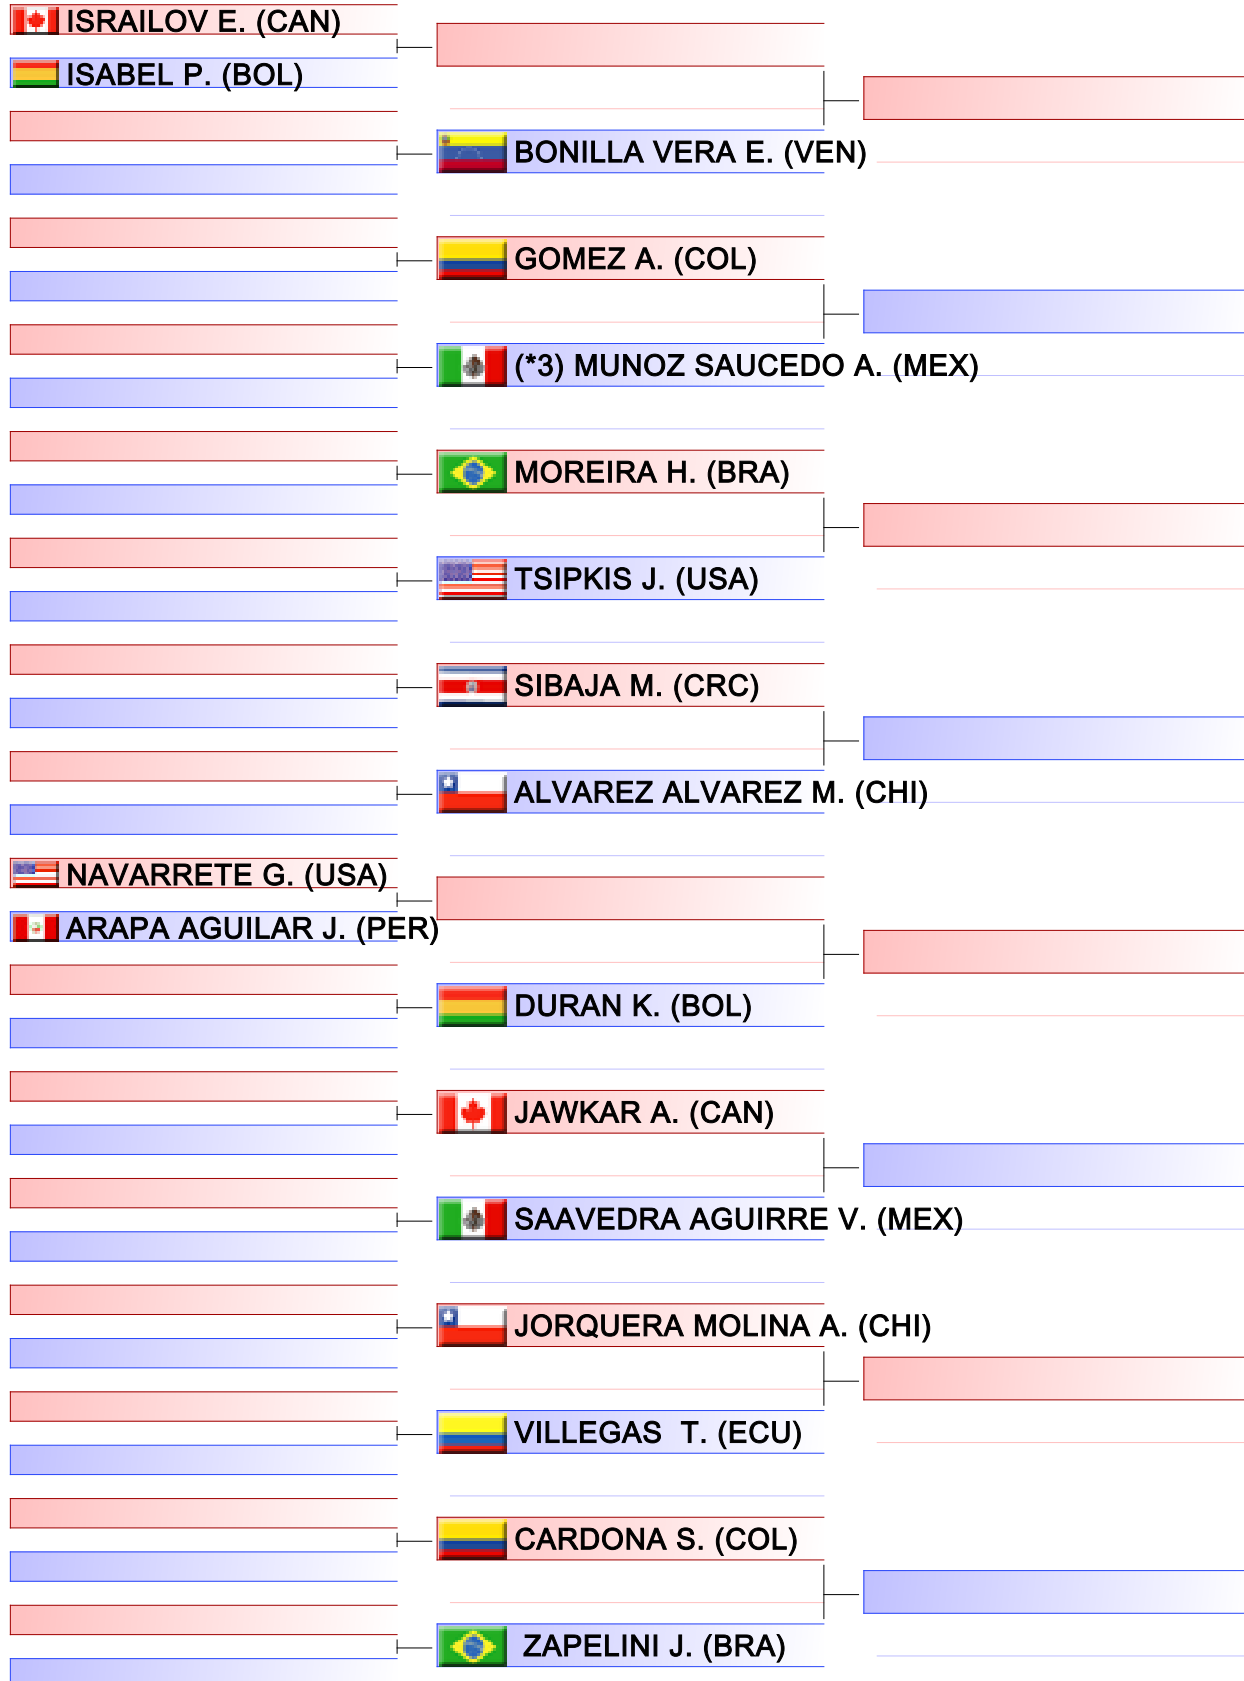 ISRAILOV E. (CAN)
ISABEL P. (BOL)
BONILLA VERA E. (VEN)
GOMEZ A. (COL)
(*3) MUNOZ SAUCEDO A. (MEX)
MOREIRA H. (BRA)
TSIPKIS J. (USA)
SIBAJA M. (CRC)
ALVAREZ ALVAREZ M. (CHI)
NAVARRETE G. (USA)
ARAPA AGUILAR J. (PER)
DURAN K. (BOL)
JAWKAR A. (CAN)
SAAVEDRA AGUIRRE V. (MEX)
JORQUERA MOLINA A. (CHI)
VILLEGAS  T. (ECU)
CARDONA S. (COL)
ZAPELINI J. (BRA)